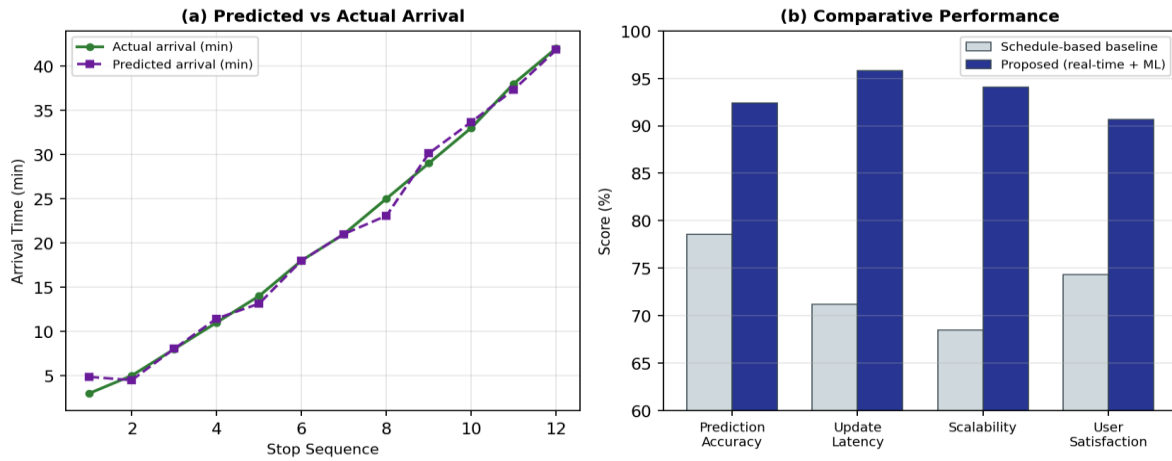 (a) Predicted vs Actual Arrival
Actual arrival (min)
Predicted arrival (min)
40
35
30
25
20
15
10
5
Arrival Time (min)
2
4
6
8
10
12
Stop Sequence
(b) Comparative Performance
Schedule-based baseline
Proposed (real-time + ML)
100
95
90
85
80
75
70
65
60
Score (%)
Prediction
Accuracy
Update
Latency
Scalability
User
Satisfaction